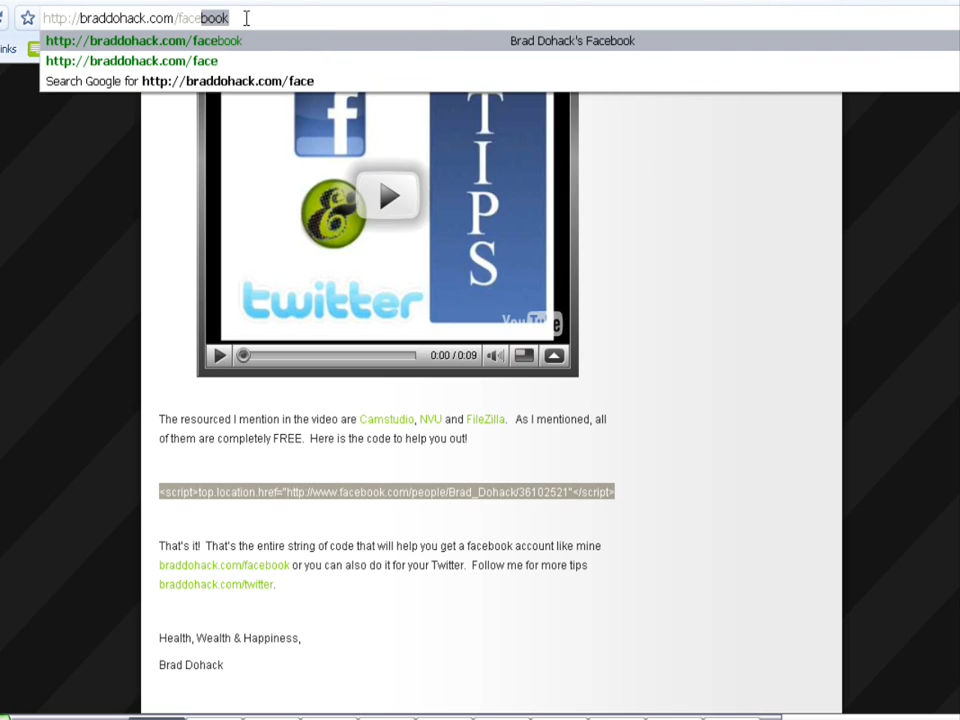 http://braddohack.com/facebook
http://braddohack.com/facebook Brad Dohack's Facebook
inks http://braddohack.com/face
Search Google for http://braddohack.com/face
f
TIPS
twitter
YouTube
0:00 / 0:09
The resourced I mention in the video are Camstudio, NVU and FileZilla. As I mentioned, all
of them are completely FREE. Here is the code to help you out!
<script>top.location.href="http://www.facebook.com/people/Brad_Dohack/36102521"</script>
That's it! That's the entire string of code that will help you get a facebook account like mine
braddohack.com/facebook or you can also do it for your Twitter. Follow me for more tips
braddohack.com/twitter.
Health, Wealth & Happiness,
Brad Dohack